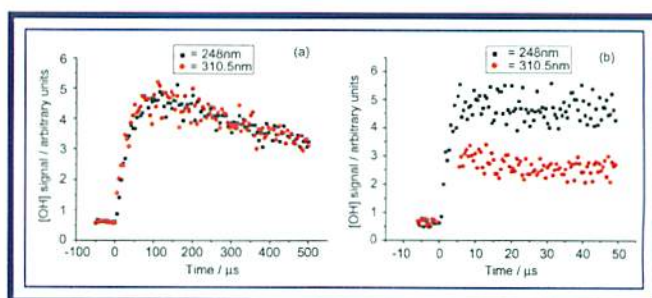 ■ = 248nm
● = 310.5nm
(a)
[OH] signal / arbitrary units
6
5
4
3
2
1
0
-100 0 100 200 300 400 500
Time / µs
■ = 248nm
● = 310.5nm
(b)
[OH] signal / arbitrary units
6
5
4
3
2
1
0
-10 0 10 20 30 40 50
Time / µs